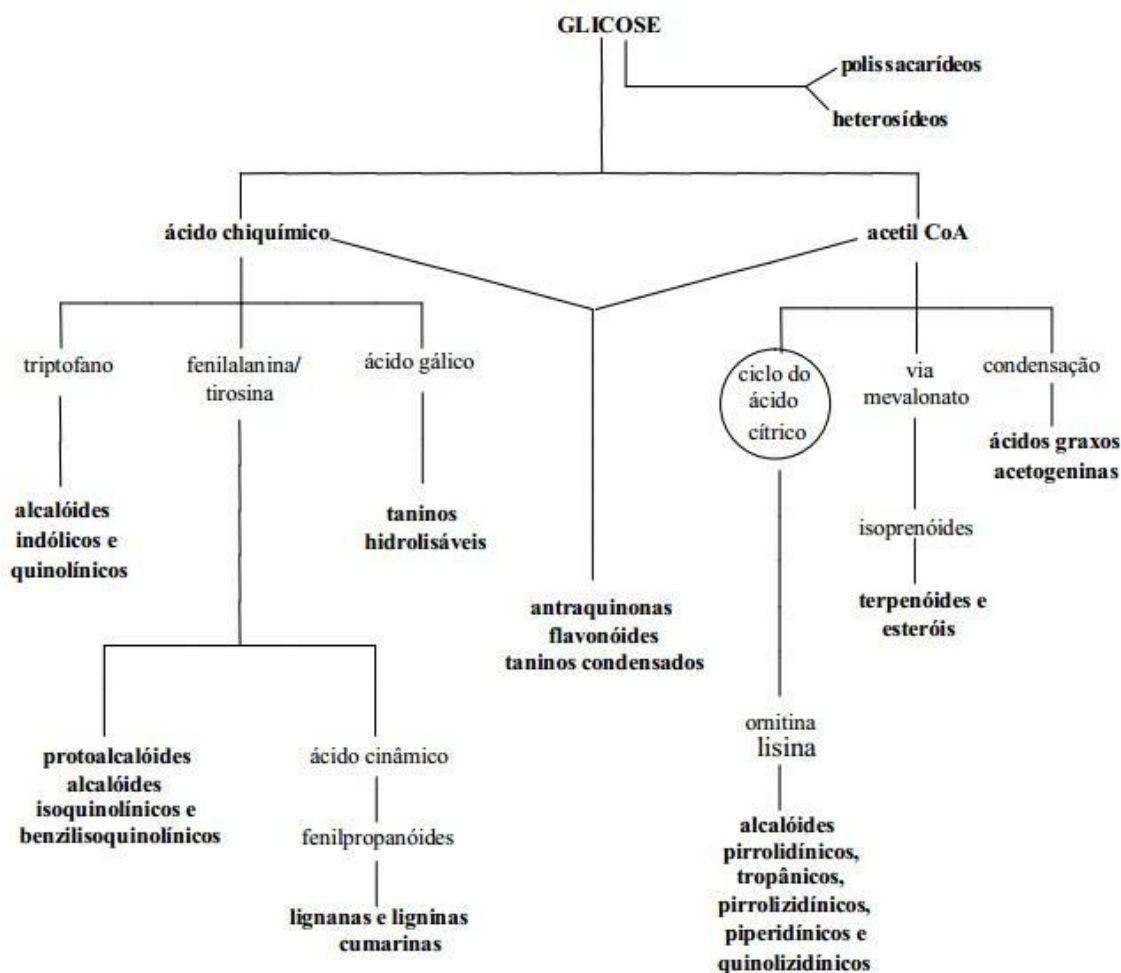 GLICOSE
polissacarídeos
heterosídeos
ácido chiquímico
acetil CoA
triptofano
fenilalanina/
tirosina
ácido gálico
ciclo do
ácido
cítrico
via
mevalonato
condensação
alcalóides
indólicos e
quinolínicos
taninos
hidrolisáveis
antraquinonas
flavonóides
taninos condensados
isoprenóides
terpenóides e
esteróis
ácidos graxos
acetogeninas
protoalcalóides
alcalóides
isoquinolínicos e
benzilisoquinolínicos
ácido cinâmico
fenilpropanóides
lignanas e ligninas
cumarinas
ornitina
lisina
alcalóides
pirrolidínicos,
tropânicos,
pirrolizidínicos,
piperidínicos e
quinolizidínicos